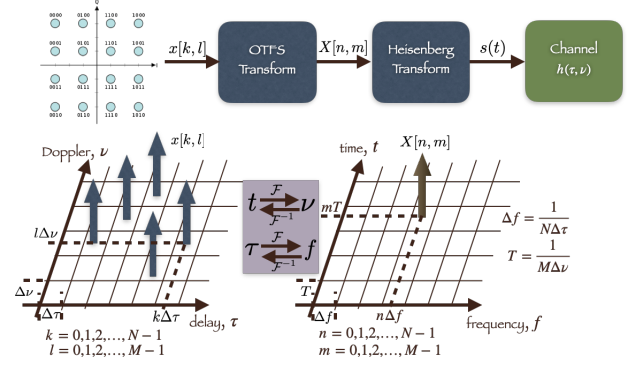 0000 0100 1100 1000
0001 0101 1101 1001
0011 0111 1111 1011
0010 0110 1110 1010
x[k, l]
OTFS
Transform
X[n, m]
Heisenberg
Transform
s(t)
Channel
h(τ, ν)
Doppler, ν
x[k, l]
lΔν
Δν
Δτ
kΔτ
delay, τ
k = 0,1,2,…, N − 1
l = 0,1,2,…, M − 1
t ℱ ν
ℱ⁻¹
τ ℱ f
ℱ⁻¹
time, t
X[n, m]
mT
T
Δf
nΔf
frequency, f
n = 0,1,2,…, N − 1
m = 0,1,2,…, M − 1
Δf = 1/NΔτ
T = 1/MΔν